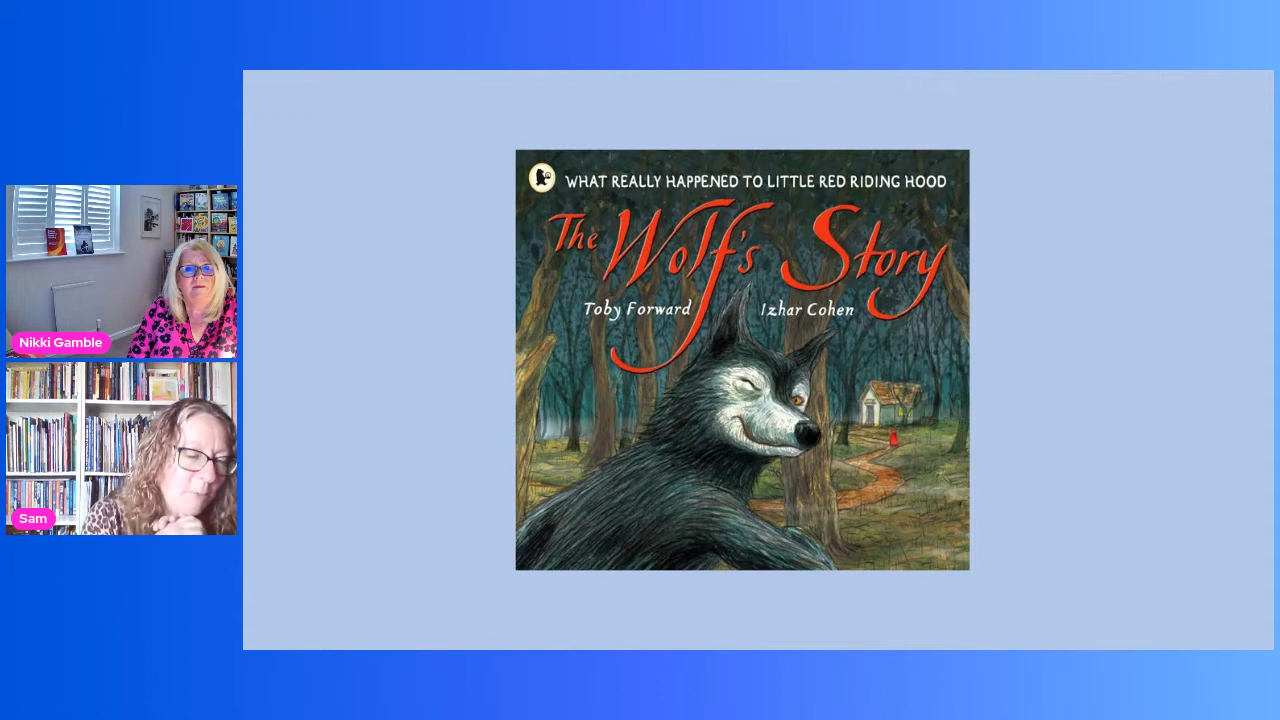 WHAT REALLY HAPPENED TO LITTLE RED RIDING HOOD
The Wolf's Story
Toby Forward Izhar Cohen
Nikki Gamble
Sam